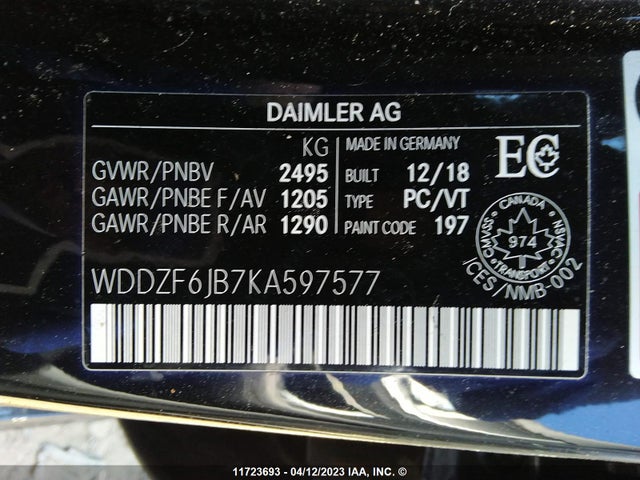 DAIMLER AG
KG
GVWR/PNBV 2495
GAWR/PNBE F/AV 1205
GAWR/PNBE R/AR 1290
MADE IN GERMANY
BUILT 12/18
TYPE PC/VT
PAINT CODE 197
EC
CANADA
CMVSS
974
NSVAC
TRANSPORT
ICES/NMB-002
WDDZF6JB7KA597577
11723693 - 04/12/2023 IAA, INC. ©